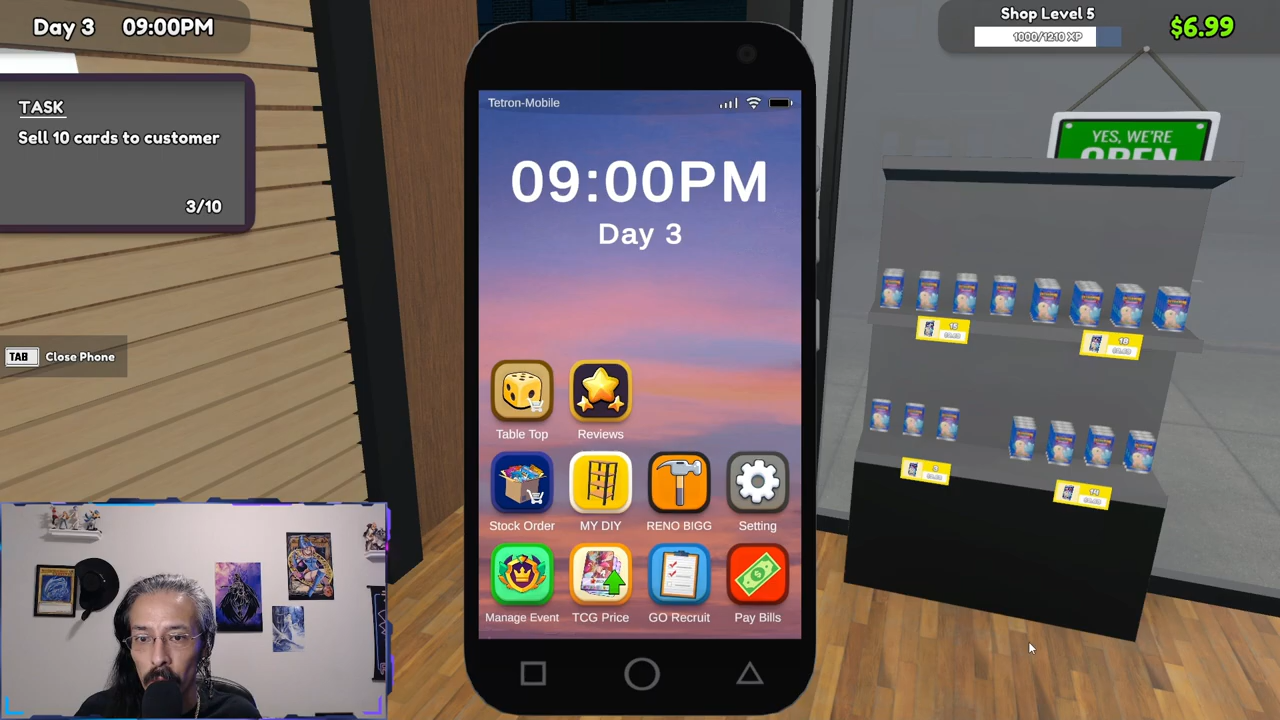 Day 3 09:00PM
Shop Level 5
1000/1210 XP
$6.99
TASK
Sell 10 cards to customer
3/10
TAB Close Phone
Tetron-Mobile
09:00PM
Day 3
Table Top
Reviews
Stock Order
MY DIY
RENO BIGG
Setting
Manage Event
TCG Price
GO Recruit
Pay Bills
YES, WE'RE
OPEN